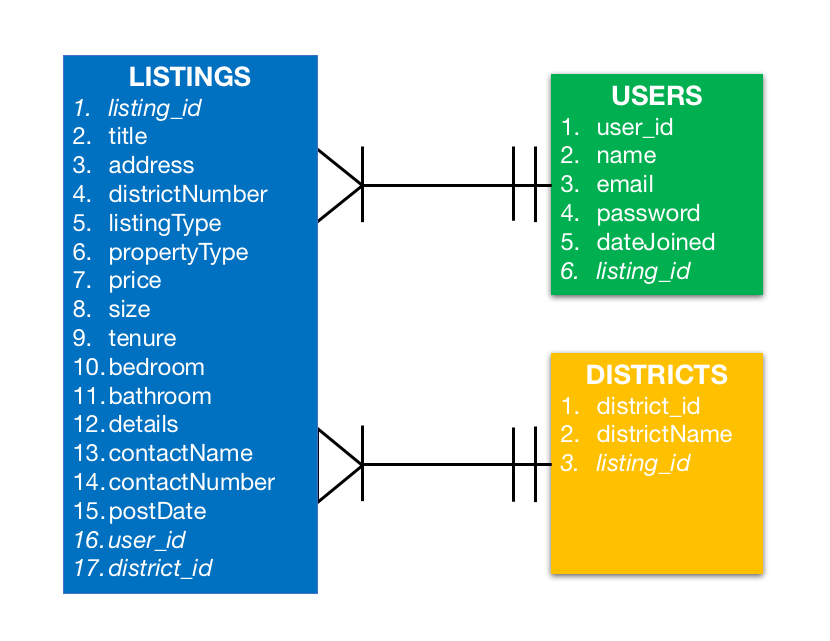 LISTINGS
1. listing_id
2. title
3. address
4. districtNumber
5. listingType
6. propertyType
7. price
8. size
9. tenure
10. bedroom
11. bathroom
12. details
13. contactName
14. contactNumber
15. postDate
16. user_id
17. district_id
USERS
1. user_id
2. name
3. email
4. password
5. dateJoined
6. listing_id
DISTRICTS
1. district_id
2. districtName
3. listing_id